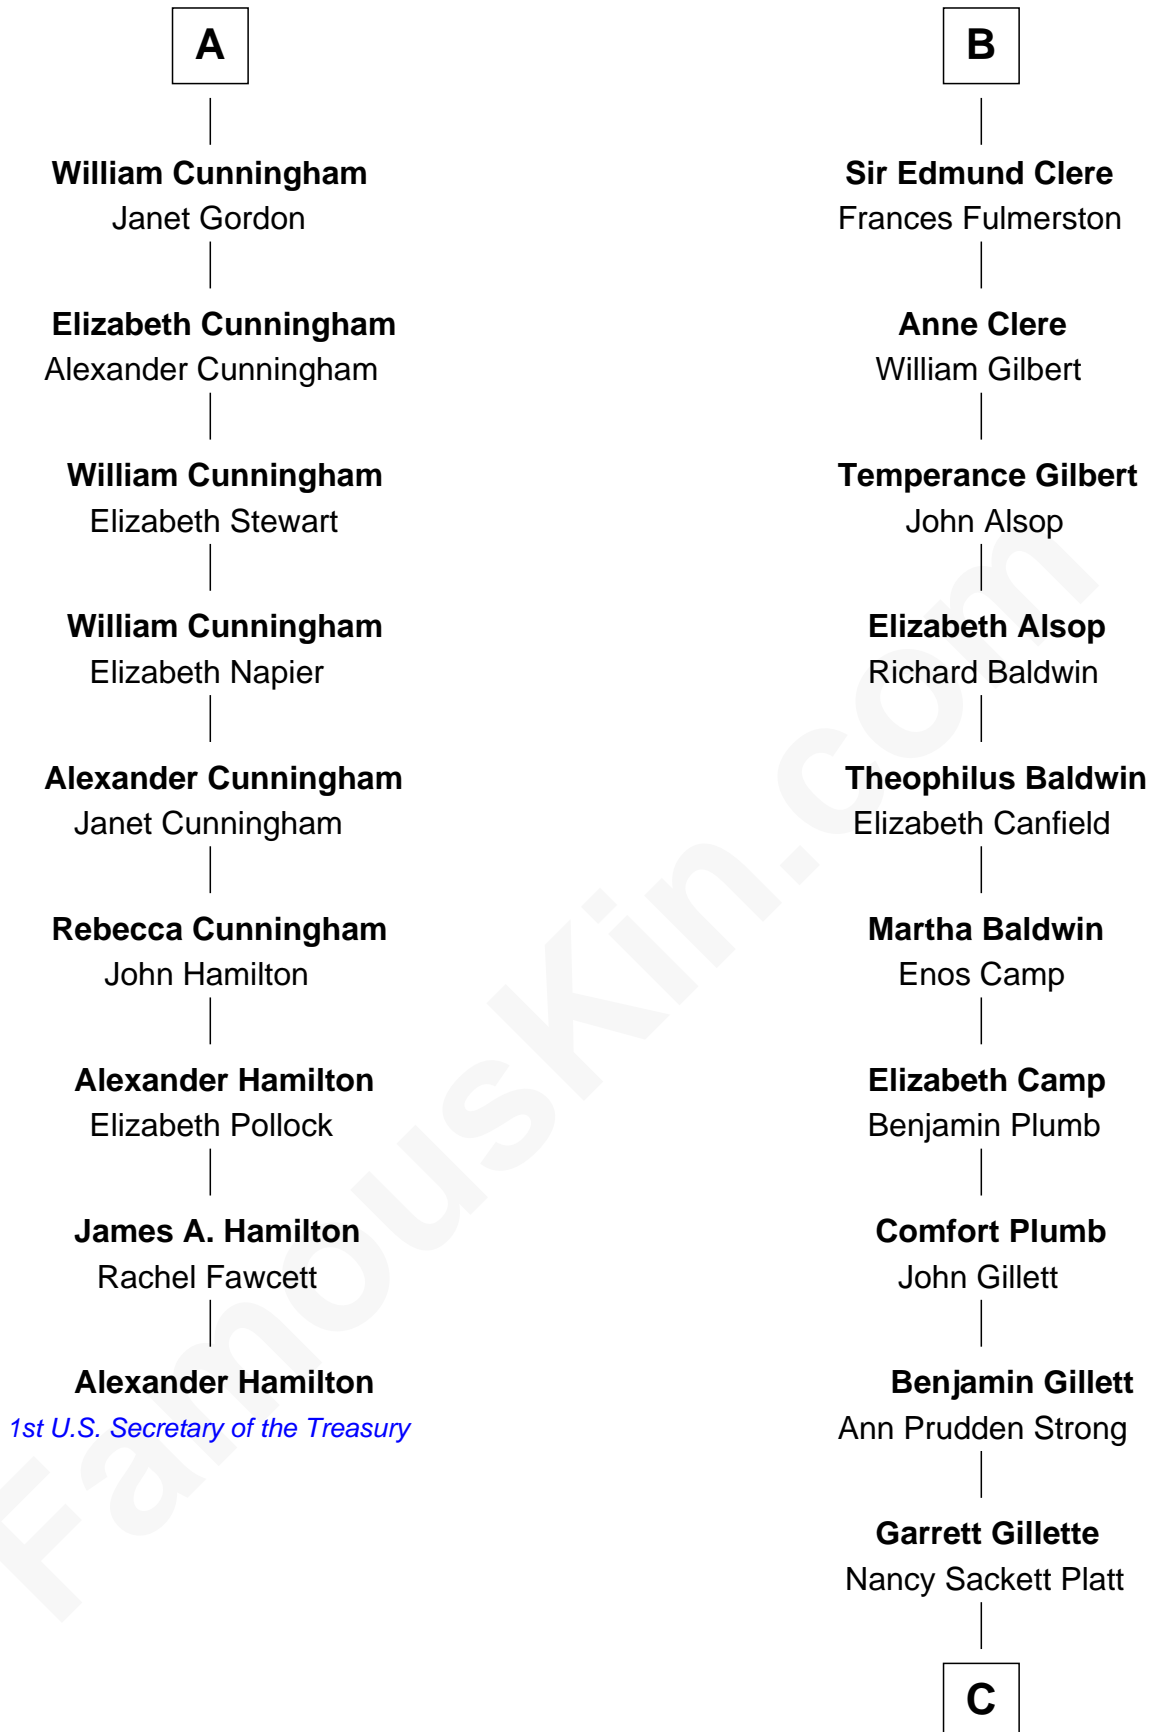 A
William Cunningham
Janet Gordon
Elizabeth Cunningham
Alexander Cunningham
William Cunningham
Elizabeth Stewart
William Cunningham
Elizabeth Napier
Alexander Cunningham
Janet Cunningham
Rebecca Cunningham
John Hamilton
Alexander Hamilton
Elizabeth Pollock
James A. Hamilton
Rachel Fawcett
Alexander Hamilton
1st U.S. Secretary of the Treasury
B
Sir Edmund Clere
Frances Fulmerston
Anne Clere
William Gilbert
Temperance Gilbert
John Alsop
Elizabeth Alsop
Richard Baldwin
Theophilus Baldwin
Elizabeth Canfield
Martha Baldwin
Enos Camp
Elizabeth Camp
Benjamin Plumb
Comfort Plumb
John Gillett
Benjamin Gillett
Ann Prudden Strong
Garrett Gillette
Nancy Sackett Platt
C
FamousKin.com